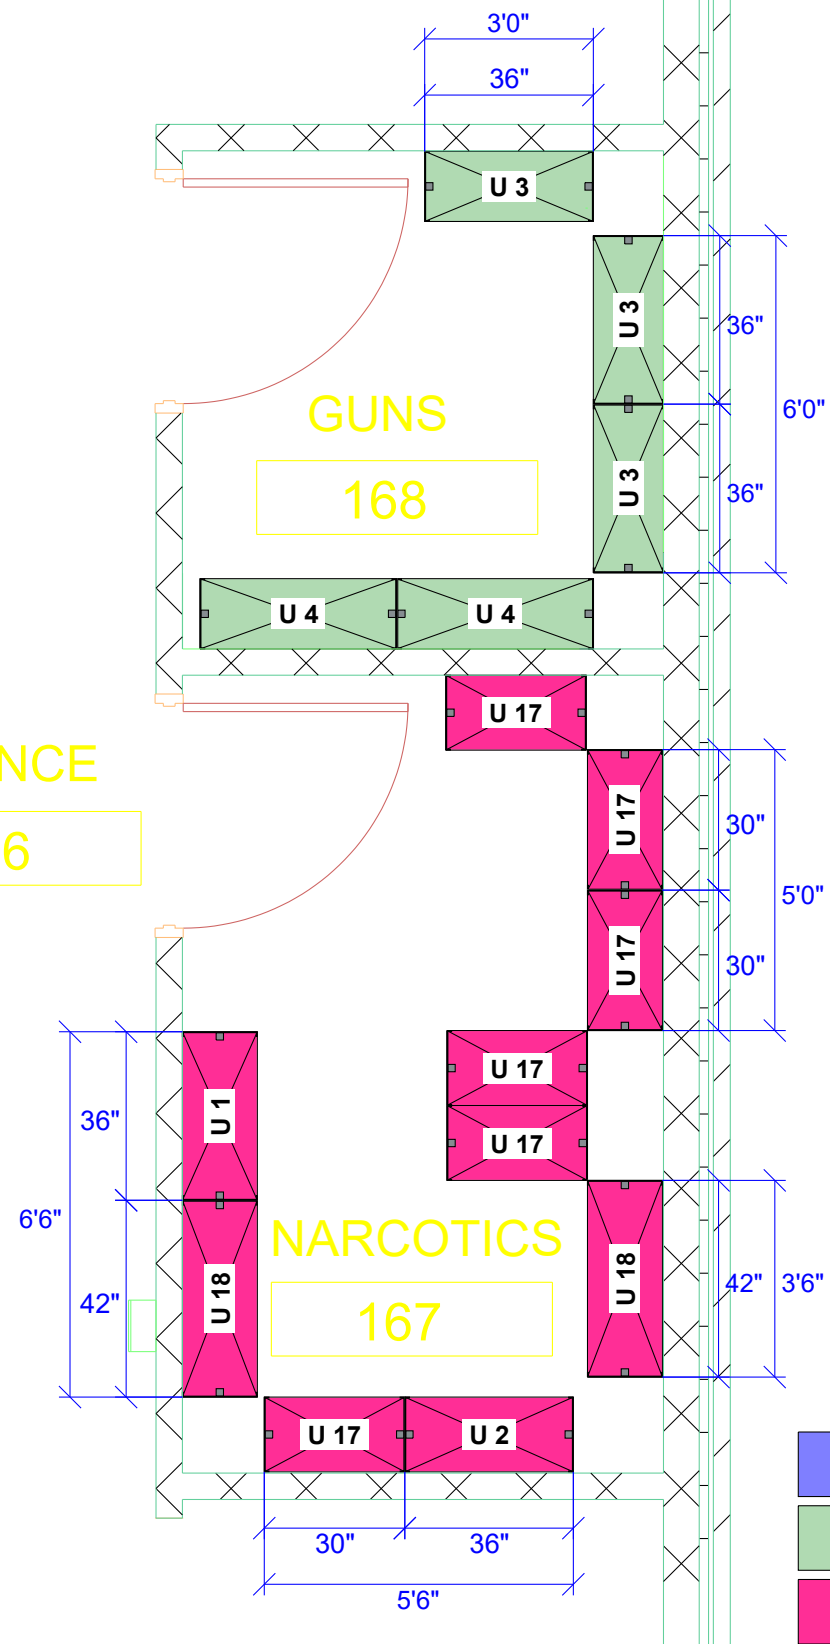 3'0"
36"
U 3
U 3
36"
6'0"
GUNS
168
U 3
36"
U 4
U 4
U 17
NCE
6
U 17
30"
5'0"
U 17
30"
U 17
36"
U 1
U 17
6'6"
NARCOTICS
167
U 18
42"
U 18
42"
3'6"
U 17
U 2
30"
36"
5'6"